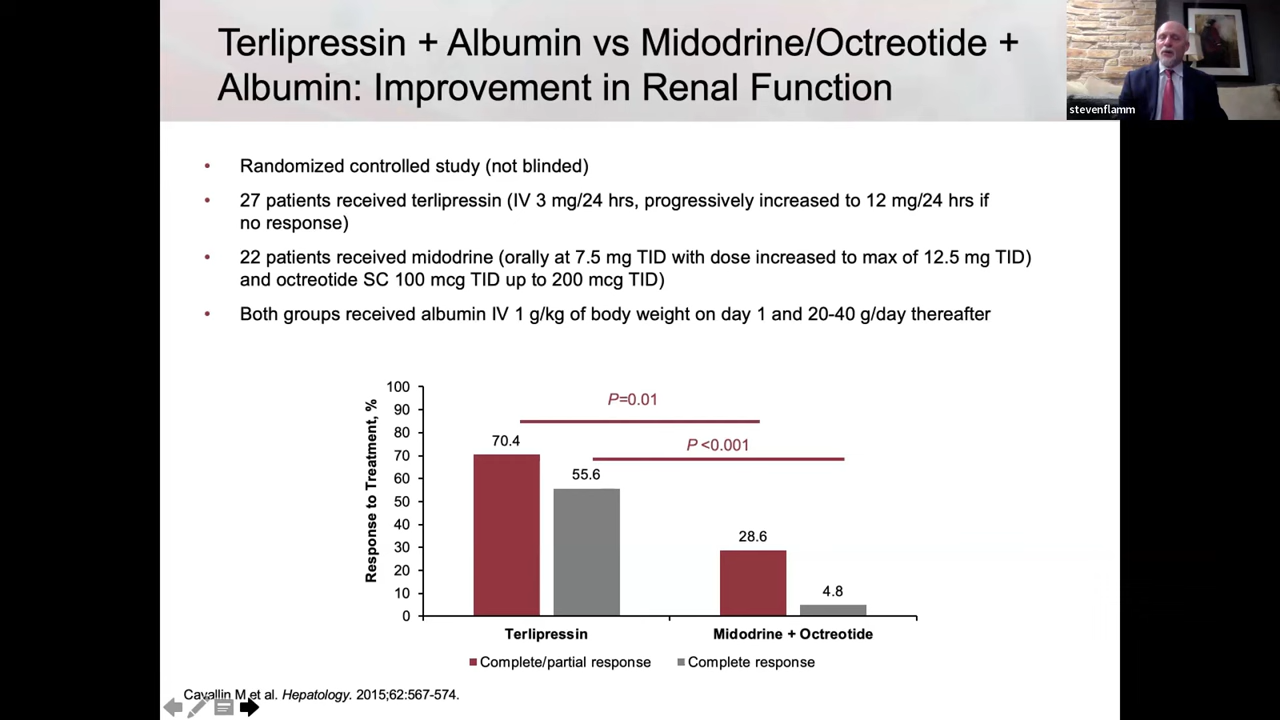 Terlipressin + Albumin vs Midodrine/Octreotide +
Albumin: Improvement in Renal Function
stevenflamm
• Randomized controlled study (not blinded)
• 27 patients received terlipressin (IV 3 mg/24 hrs, progressively increased to 12 mg/24 hrs if
no response)
• 22 patients received midodrine (orally at 7.5 mg TID with dose increased to max of 12.5 mg TID)
and octreotide SC 100 mcg TID up to 200 mcg TID)
• Both groups received albumin IV 1 g/kg of body weight on day 1 and 20-40 g/day thereafter
Response to Treatment, %
100
90
80
70
60
50
40
30
20
10
0
P=0.01
P <0.001
70.4
55.6
28.6
4.8
Terlipressin
Midodrine + Octreotide
Complete/partial response
Complete response
Cavallin M et al. Hepatology. 2015;62:567-574.